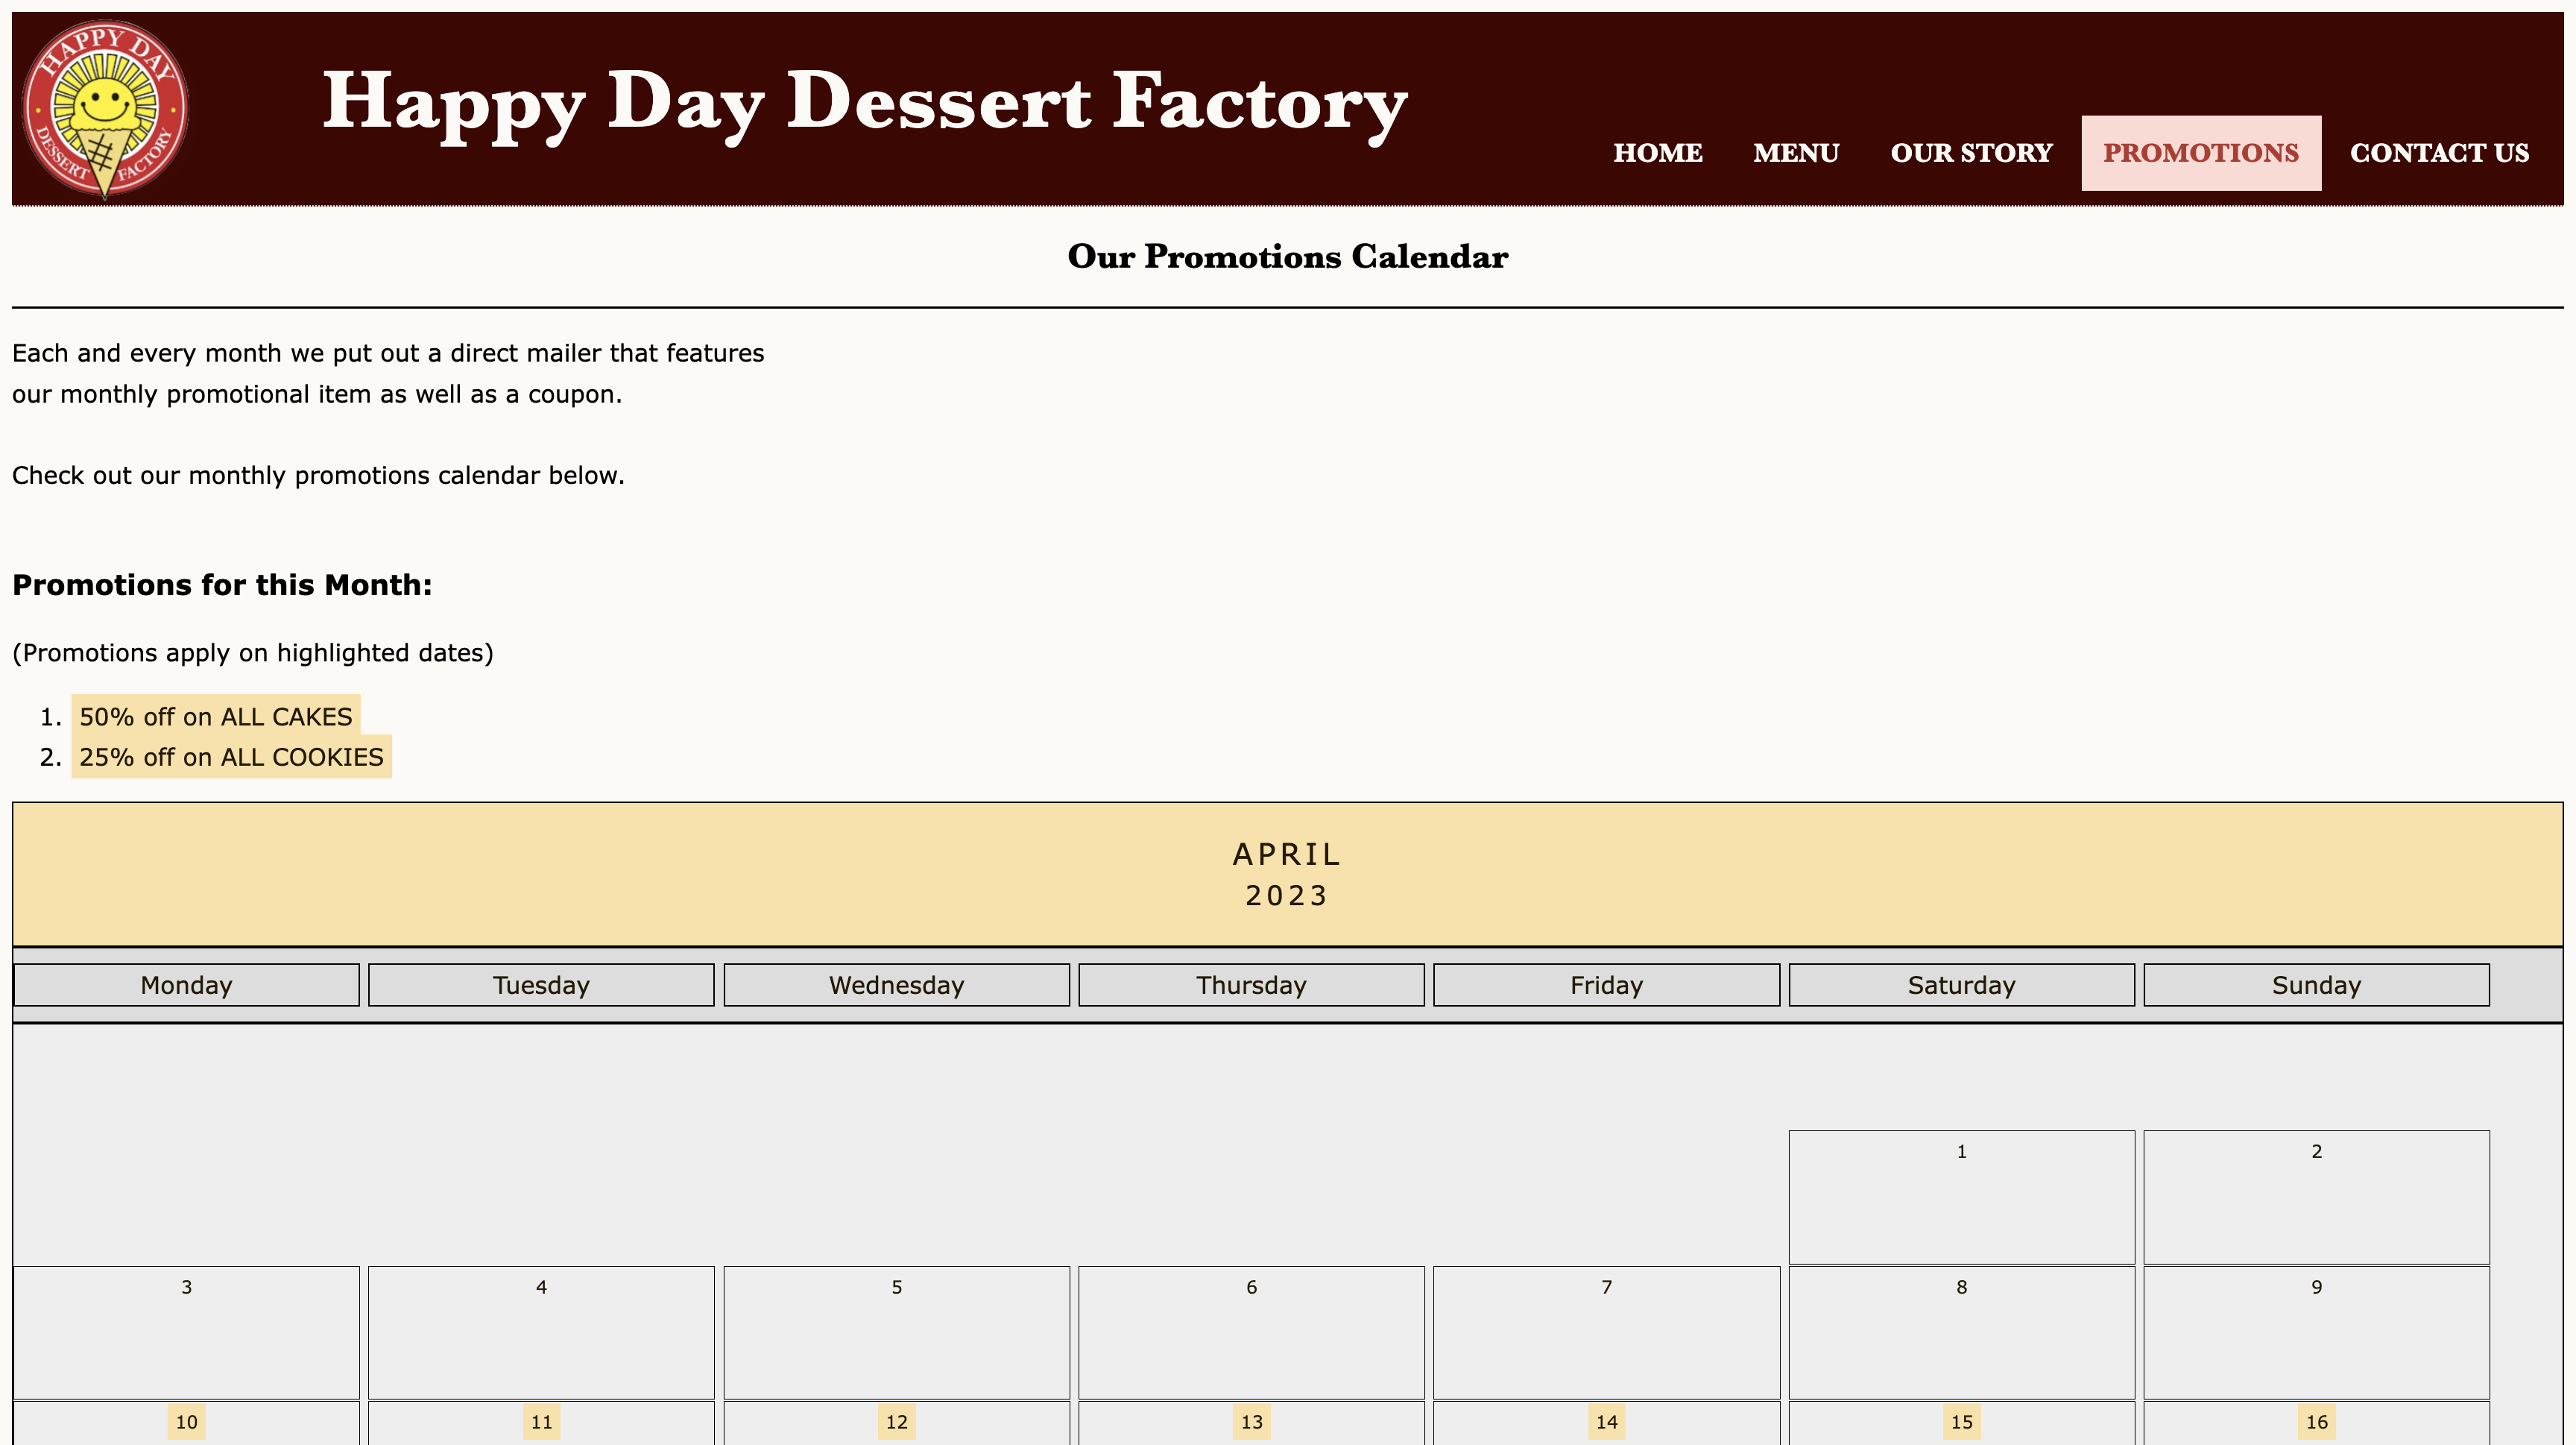 HAPPY DAY
DESSERT FACTORY
Happy Day Dessert Factory
HOME MENU OUR STORY PROMOTIONS CONTACT US
Our Promotions Calendar
Each and every month we put out a direct mailer that features
our monthly promotional item as well as a coupon.
Check out our monthly promotions calendar below.
Promotions for this Month:
(Promotions apply on highlighted dates)
1. 50% off on ALL CAKES
2. 25% off on ALL COOKIES
APRIL
2023
Monday Tuesday Wednesday Thursday Friday Saturday Sunday
1 2
3 4 5 6 7 8 9
10 11 12 13 14 15 16